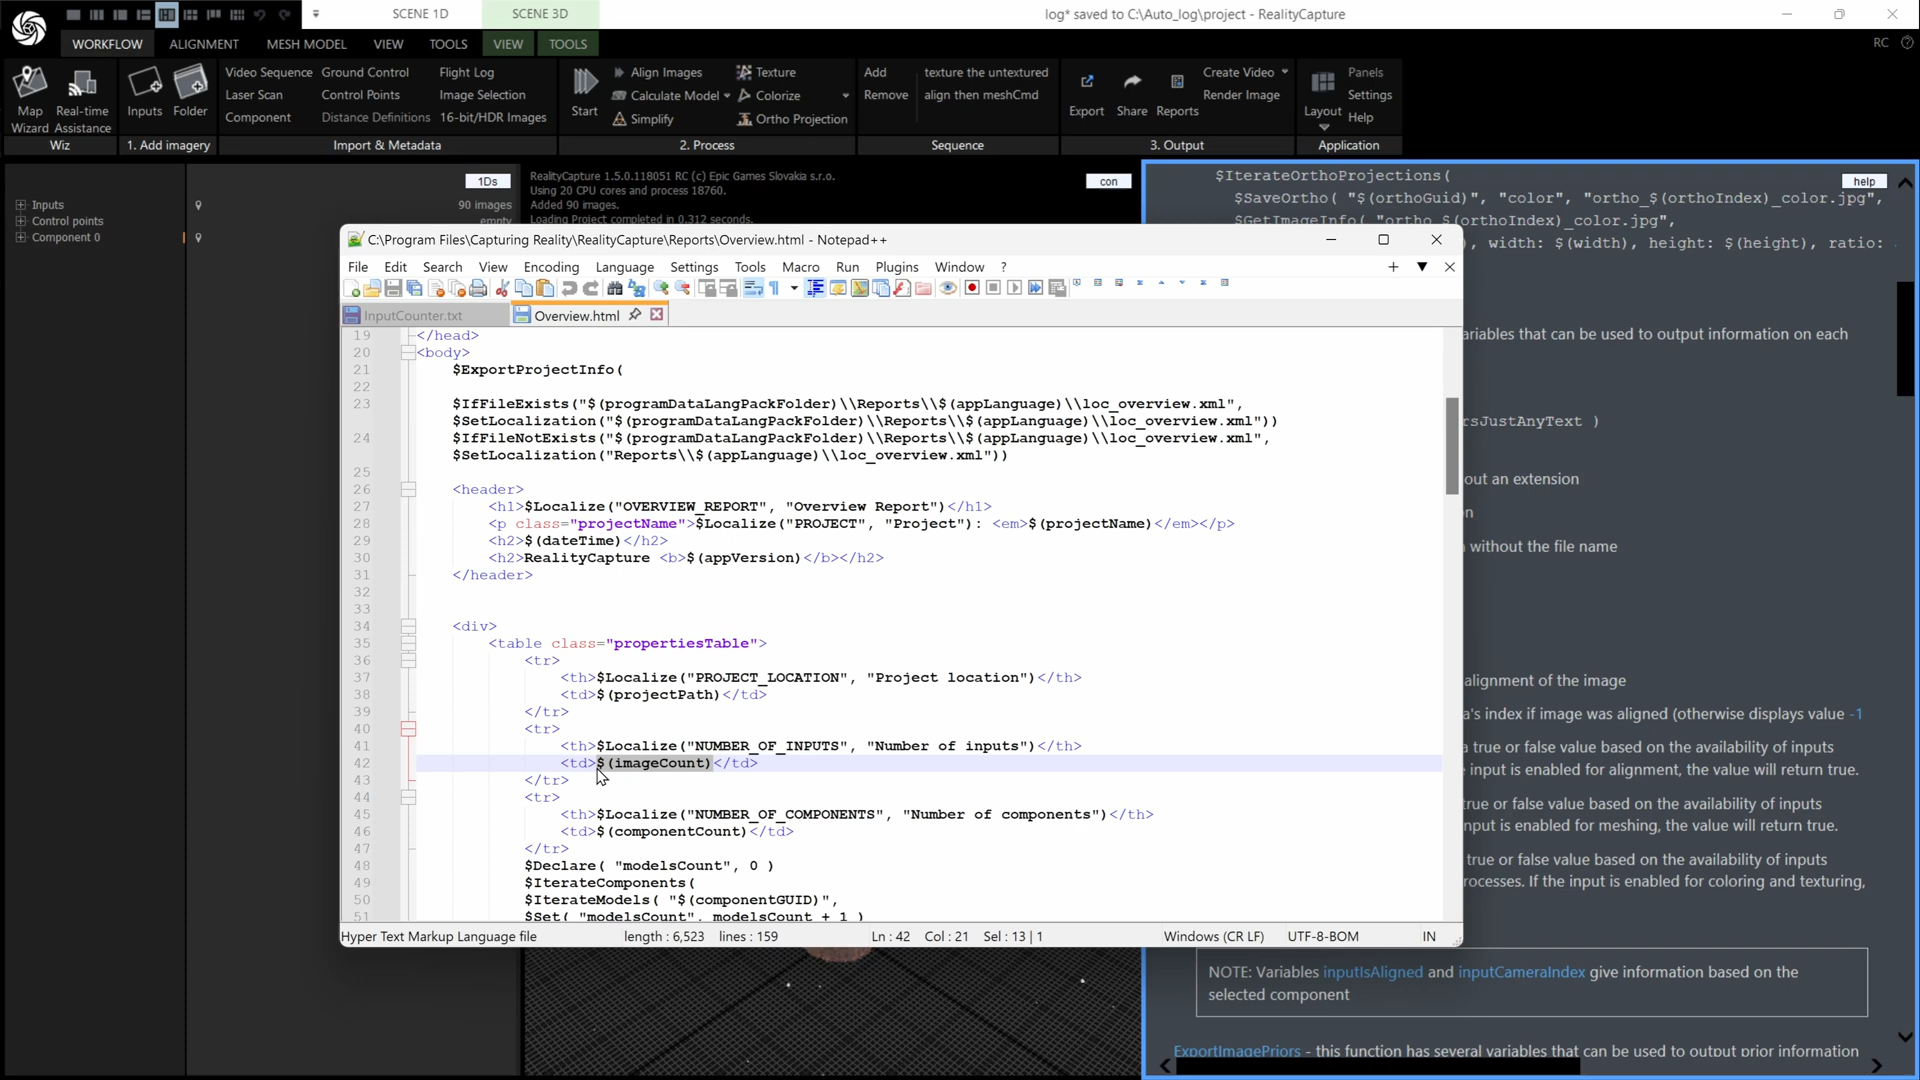 SCENE 1D
SCENE 3D
log* saved to C:\Auto_log\project - RealityCapture
WORKFLOW
ALIGNMENT
MESH MODEL
VIEW
TOOLS
VIEW
TOOLS
RC
Map Wizard
Real-time Assistance
Inputs
Folder
Video Sequence
Laser Scan
Component
Ground Control
Control Points
Distance Definitions
Flight Log
Image Selection
16-bit/HDR Images
Start
Align Images
Calculate Model
Simplify
Texture
Colorize
Ortho Projection
Add
Remove
texture the untextured
align then meshCmd
Export
Share
Reports
Create Video
Render Image
Layout
Panels
Settings
Help
Wiz
1. Add imagery
Import & Metadata
2. Process
Sequence
3. Output
Application
1Ds
Inputs
90 images
Control points
empty
Component 0
RealityCapture 1.5.0.118051 RC (c) Epic Games Slovakia s.r.o.
Using 20 CPU cores and process 18760.
Added 90 images.
Loading Project completed in 0.312 seconds.
con
help
$IterateOrthoProjections(
$SaveOrtho( "$(orthoGuid)", "color", "ortho_$(orthoIndex)_color.jpg",
$GetImageInfo( "ortho_$(orthoIndex)_color.jpg",
), width: $(width), height: $(height), ratio:
C:\Program Files\Capturing Reality\RealityCapture\Reports\Overview.html - Notepad++
File Edit Search View Encoding Language Settings Tools Macro Run Plugins Window ?
InputCounter.txt
Overview.html
19 </head>
20 <body>
21 $ExportProjectInfo(
22
23 $IfFileExists("$(programDataLangPackFolder)\\Reports\\$(appLanguage)\\loc_overview.xml",
$SetLocalization("$(programDataLangPackFolder)\\Reports\\$(appLanguage)\\loc_overview.xml"))
24 $IfFileNotExists("$(programDataLangPackFolder)\\Reports\\$(appLanguage)\\loc_overview.xml",
$SetLocalization("Reports\\$(appLanguage)\\loc_overview.xml"))
25
26 <header>
27 <h1>$Localize("OVERVIEW_REPORT", "Overview Report")</h1>
28 <p class="projectName">$Localize("PROJECT", "Project"): <em>$(projectName)</em></p>
29 <h2>$(dateTime)</h2>
30 <h2>RealityCapture <b>$(appVersion)</b></h2>
31 </header>
32
33
34 <div>
35 <table class="propertiesTable">
36 <tr>
37 <th>$Localize("PROJECT_LOCATION", "Project location")</th>
38 <td>$(projectPath)</td>
39 </tr>
40 <tr>
41 <th>$Localize("NUMBER_OF_INPUTS", "Number of inputs")</th>
42 <td>$(imageCount)</td>
43 </tr>
44 <tr>
45 <th>$Localize("NUMBER_OF_COMPONENTS", "Number of components")</th>
46 <td>$(componentCount)</td>
47 </tr>
48 $Declare( "modelsCount", 0 )
49 $IterateComponents(
50 $IterateModels( "$(componentGUID)",
51 $Set( "modelsCount", modelsCount + 1 )
Hyper Text Markup Language file
length : 6,523 lines : 159
Ln : 42 Col : 21 Sel : 13 | 1
Windows (CR LF)
UTF-8-BOM
IN
ariables that can be used to output information on each
rsJustAnyText )
out an extension
n
without the file name
alignment of the image
a's index if image was aligned (otherwise displays value -1
a true or false value based on the availability of inputs
input is enabled for alignment, the value will return true.
true or false value based on the availability of inputs
nput is enabled for meshing, the value will return true.
true or false value based on the availability of inputs
rocesses. If the input is enabled for coloring and texturing,
NOTE: Variables inputIsAligned and inputCameraIndex give information based on the
selected component
ExportImagePriors - this function has several variables that can be used to output prior information